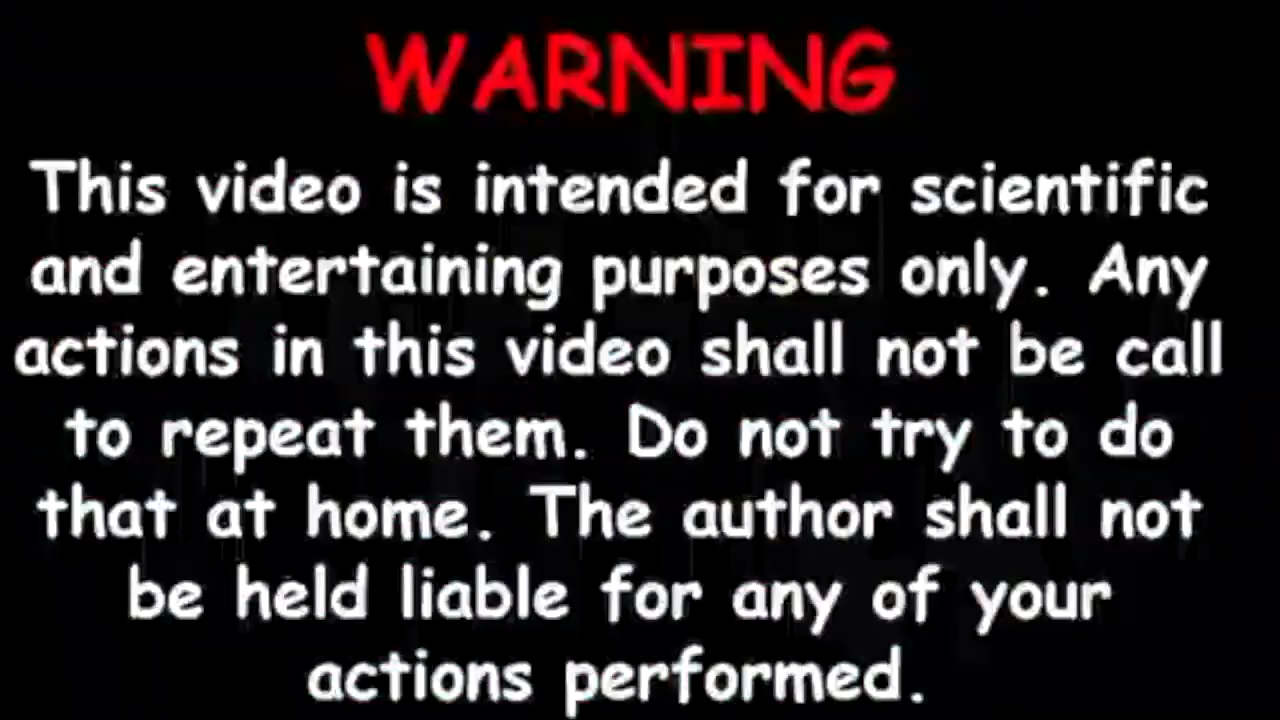 WARNING
This video is intended for scientific
and entertaining purposes only. Any
actions in this video shall not be call
to repeat them. Do not try to do
that at home. The author shall not
be held liable for any of your
actions performed.